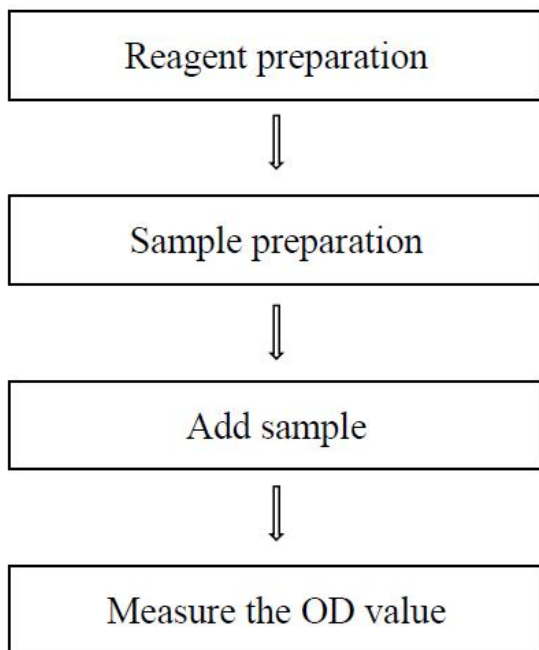 Reagent preparation
Sample preparation
Add sample
Measure the OD value